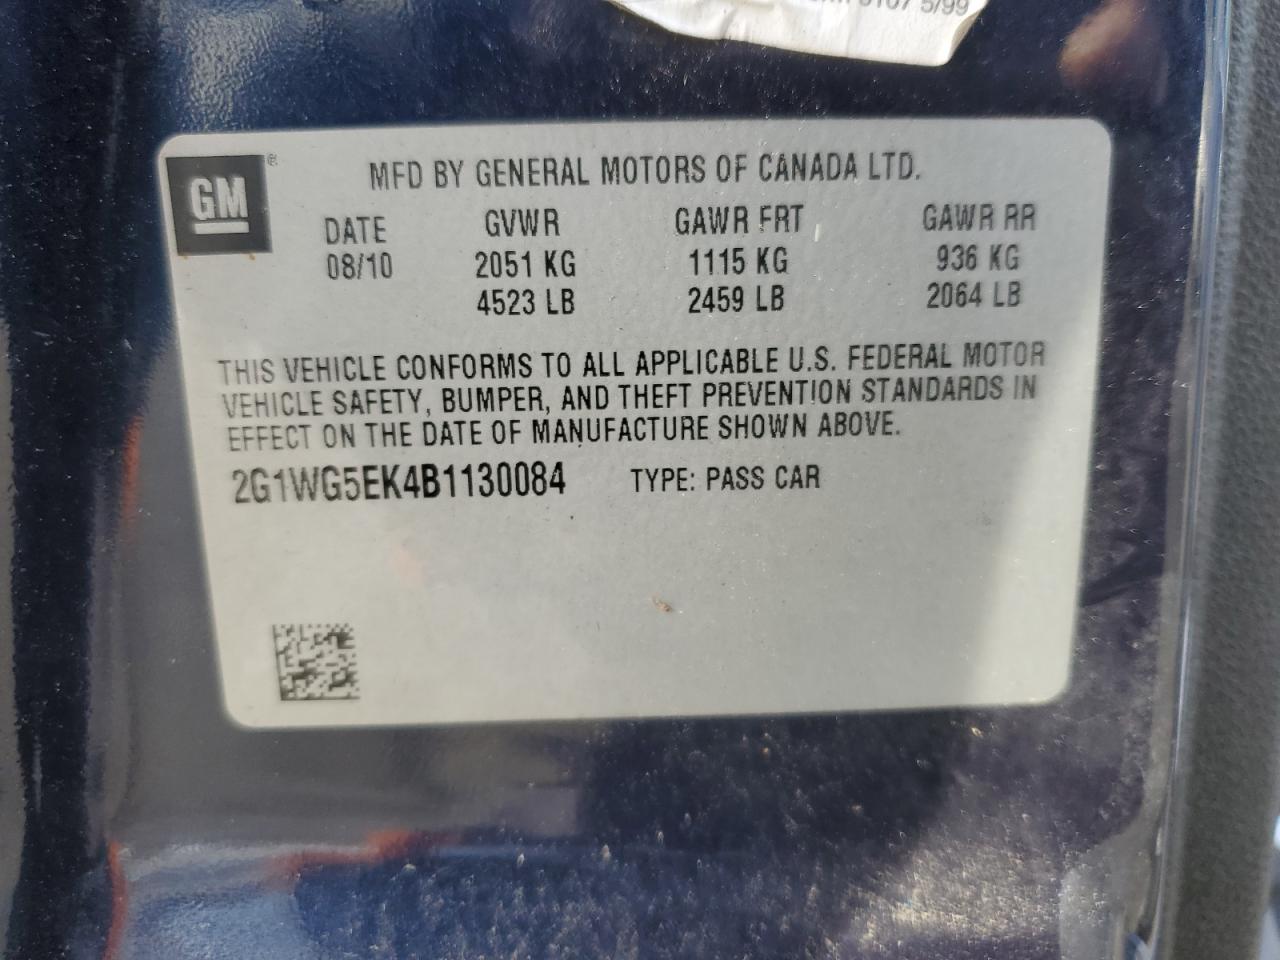 5/99
GM
®
MFD BY GENERAL MOTORS OF CANADA LTD.
DATE GVWR GAWR FRT GAWR RR
08/10 2051 KG 1115 KG 936 KG
4523 LB 2459 LB 2064 LB
THIS VEHICLE CONFORMS TO ALL APPLICABLE U.S. FEDERAL MOTOR
VEHICLE SAFETY, BUMPER, AND THEFT PREVENTION STANDARDS IN
EFFECT ON THE DATE OF MANUFACTURE SHOWN ABOVE.
2G1WG5EK4B1130084 TYPE: PASS CAR